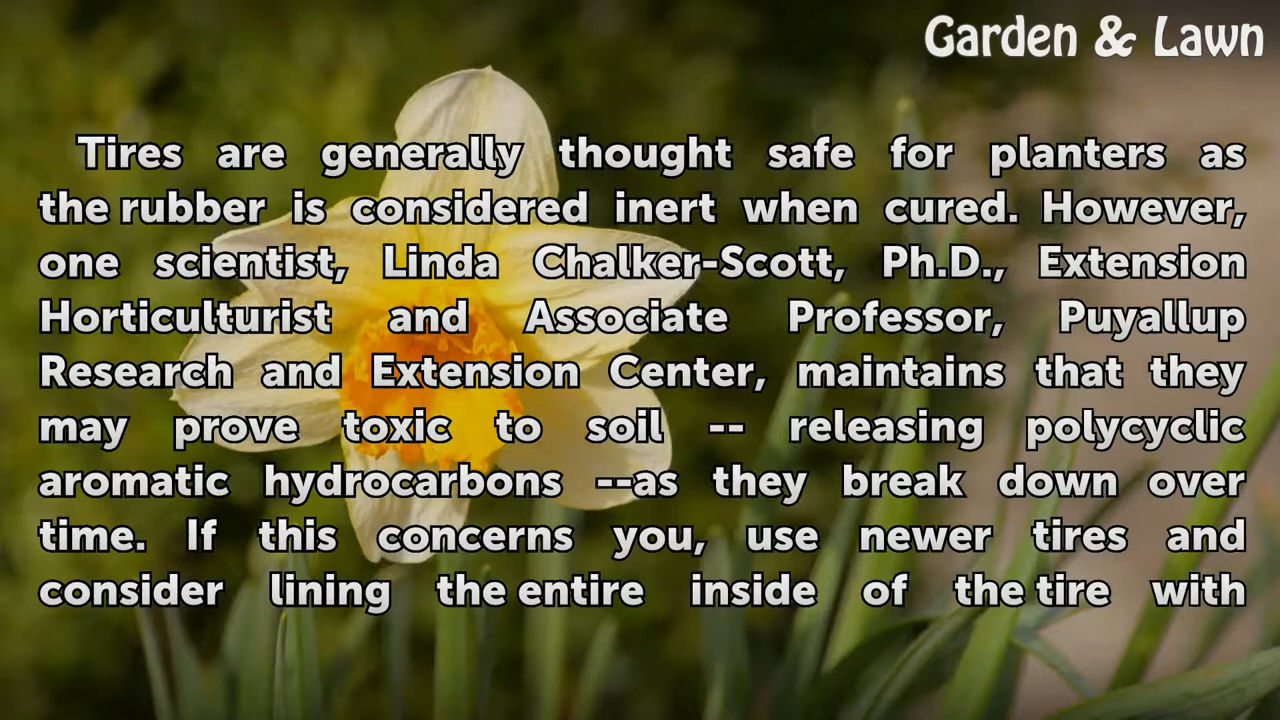 Garden & Lawn
Tires are generally thought safe for planters as
the rubber is considered inert when cured. However,
one scientist, Linda Chalker-Scott, Ph.D., Extension
Horticulturist and Associate Professor, Puyallup
Research and Extension Center, maintains that they
may prove toxic to soil -- releasing polycyclic
aromatic hydrocarbons --as they break down over
time. If this concerns you, use newer tires and
consider lining the entire inside of the tire with